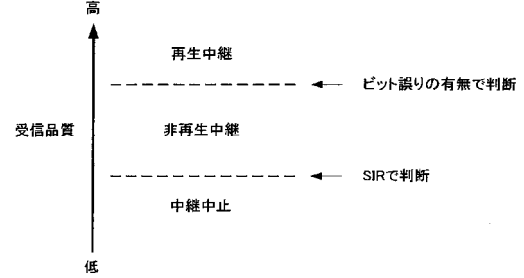 高
再生中継
ビット誤りの有無で判断
受信品質
非再生中継
SIRで判断
中継中止
低